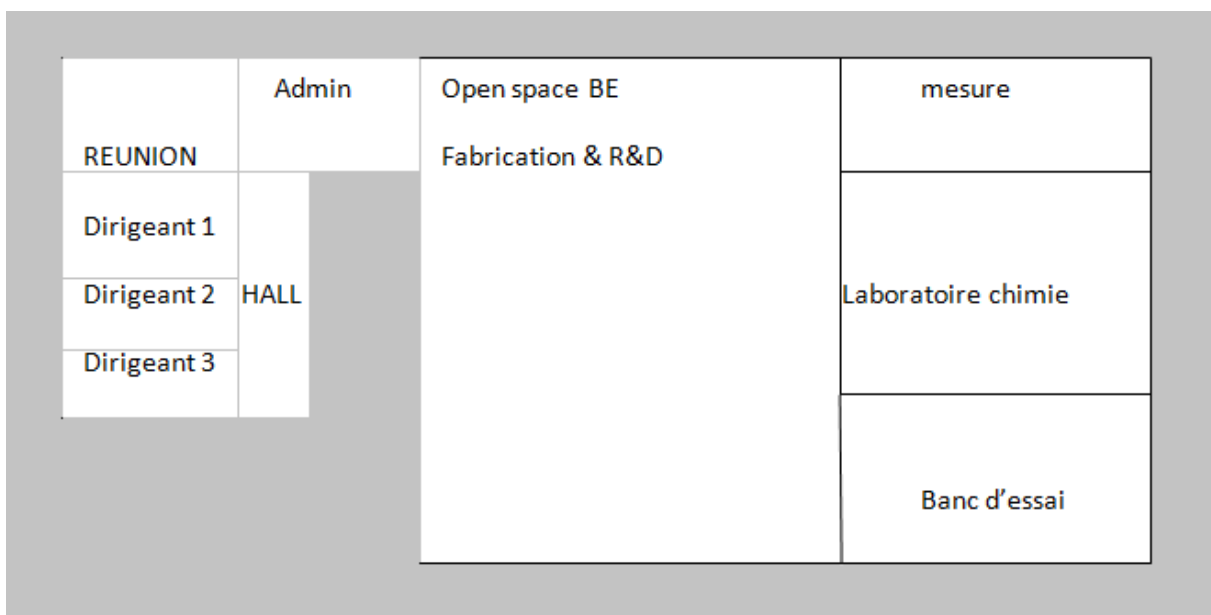 Admin
Open space BE
mesure
REUNION
Fabrication & R&D
Dirigeant 1
Dirigeant 2
HALL
Laboratoire chimie
Dirigeant 3
Banc d’essai